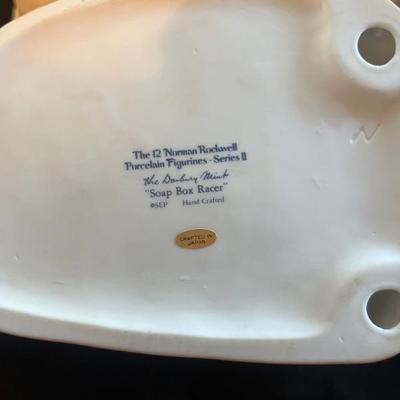 The 12 Norman Rockwell
Porcelain Figurines - Series II
the Danbury Mint
"Soap Box Racer"
©SEP Hand Crafted
CRAFTED IN
JAPAN
N